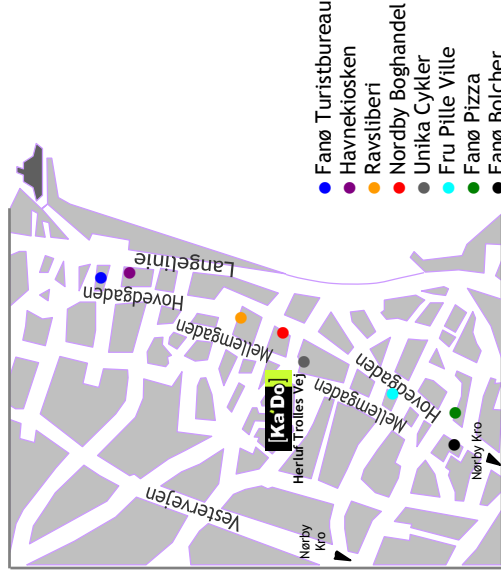 Fanø Turistbureau
Havnekiosken
Ravsliberi
Nordby Boghandel
Unika Cykler
Fru Pille Ville
Fanø Pizza
Fanø Bolcher
Langelinie
Hovedgaden
Mellemgaden
[Ka'Do]
Herluf Trolles Vej
Mellemgaden
Hovedgaden
Vestervejen
Nørby
Kro
Nørby Kro